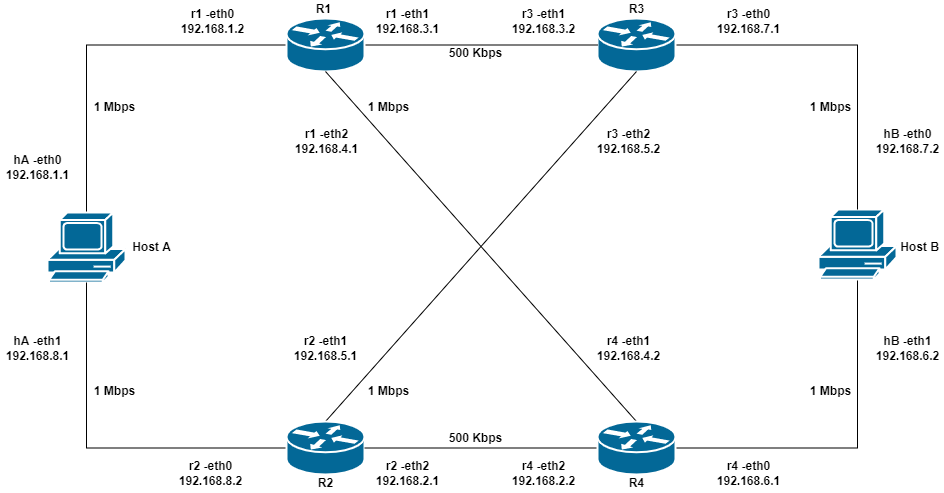 r1 -eth0
192.168.1.2
R1
r1 -eth1
192.168.3.1
r3 -eth1
192.168.3.2
R3
r3 -eth0
192.168.7.1
500 Kbps
1 Mbps
1 Mbps
1 Mbps
r1 -eth2
192.168.4.1
r3 -eth2
192.168.5.2
hB -eth0
192.168.7.2
hA -eth0
192.168.1.1
Host A
Host B
hA -eth1
192.168.8.1
r2 -eth1
192.168.5.1
r4 -eth1
192.168.4.2
hB -eth1
192.168.6.2
1 Mbps
1 Mbps
1 Mbps
500 Kbps
r2 -eth0
192.168.8.2
R2
r2 -eth2
192.168.2.1
r4 -eth2
192.168.2.2
R4
r4 -eth0
192.168.6.1